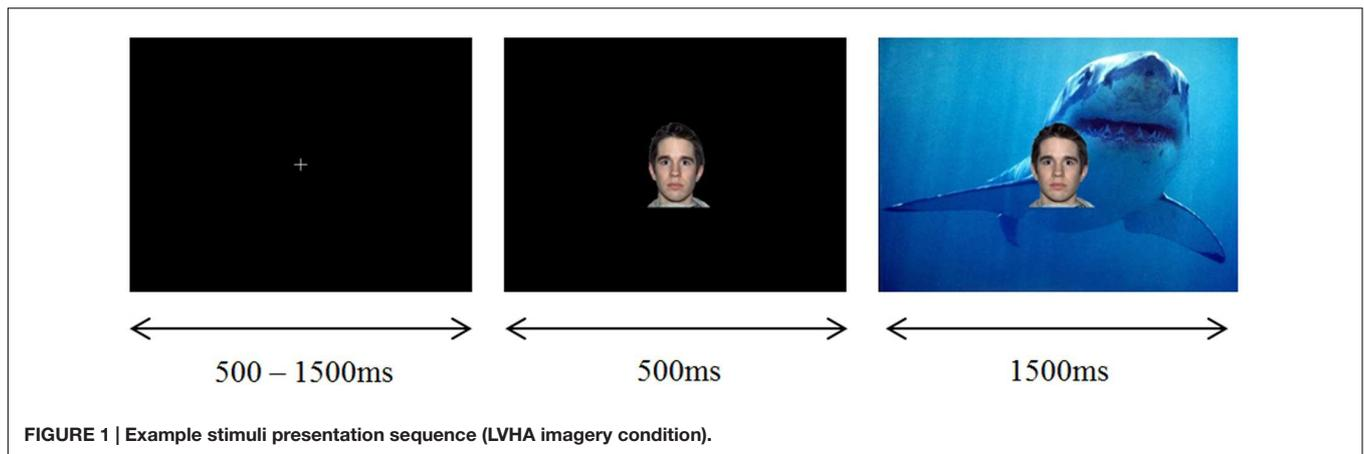 500 – 1500ms
500ms
1500ms
FIGURE 1 | Example stimuli presentation sequence (LVHA imagery condition).